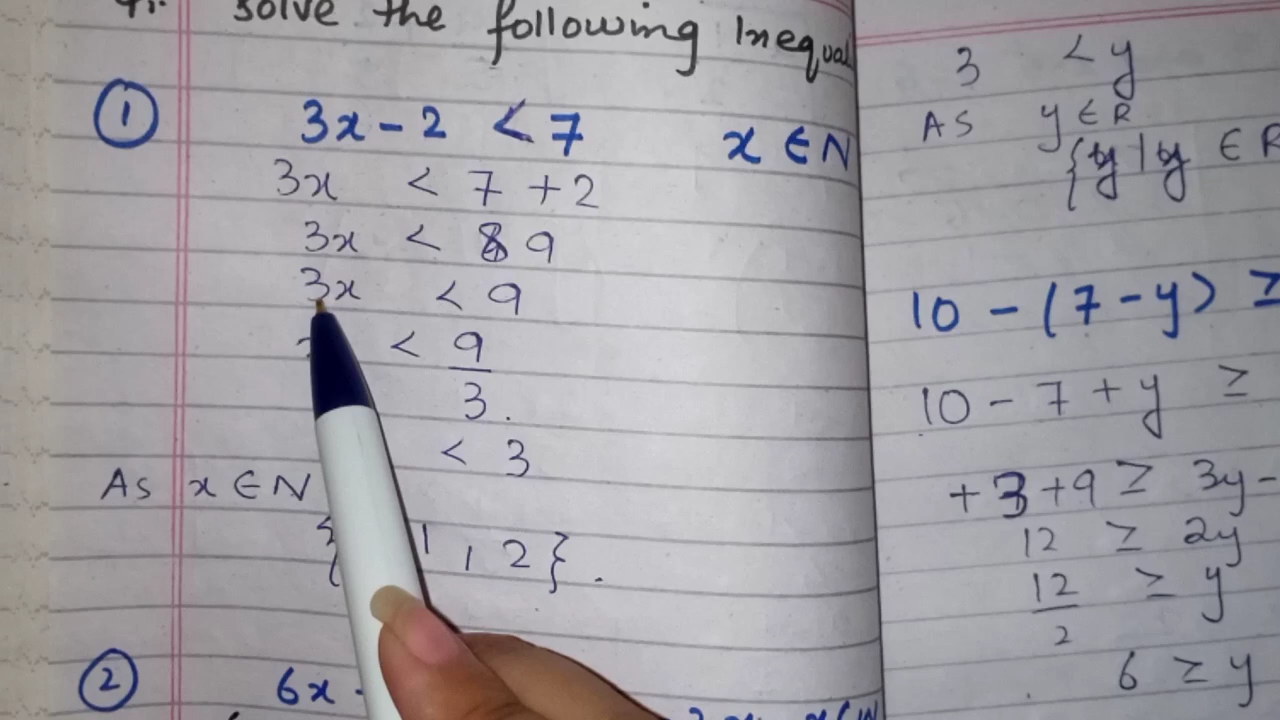 Solve the following Inequal
① 3x - 2 < 7 x ∈ N
3x < 7 + 2
3x < 9
3x < 9
< 9/3.
< 3
As x ∈ N
{ 1, 2}.
② 6x
3 < y
AS y ∈ R
{y | y ∈ R
10 - (7 - y) ≥
10 - 7 + y ≥
+3 + 9 ≥ 3y -
12 ≥ 2y
12/2 ≥ y
6 ≥ y